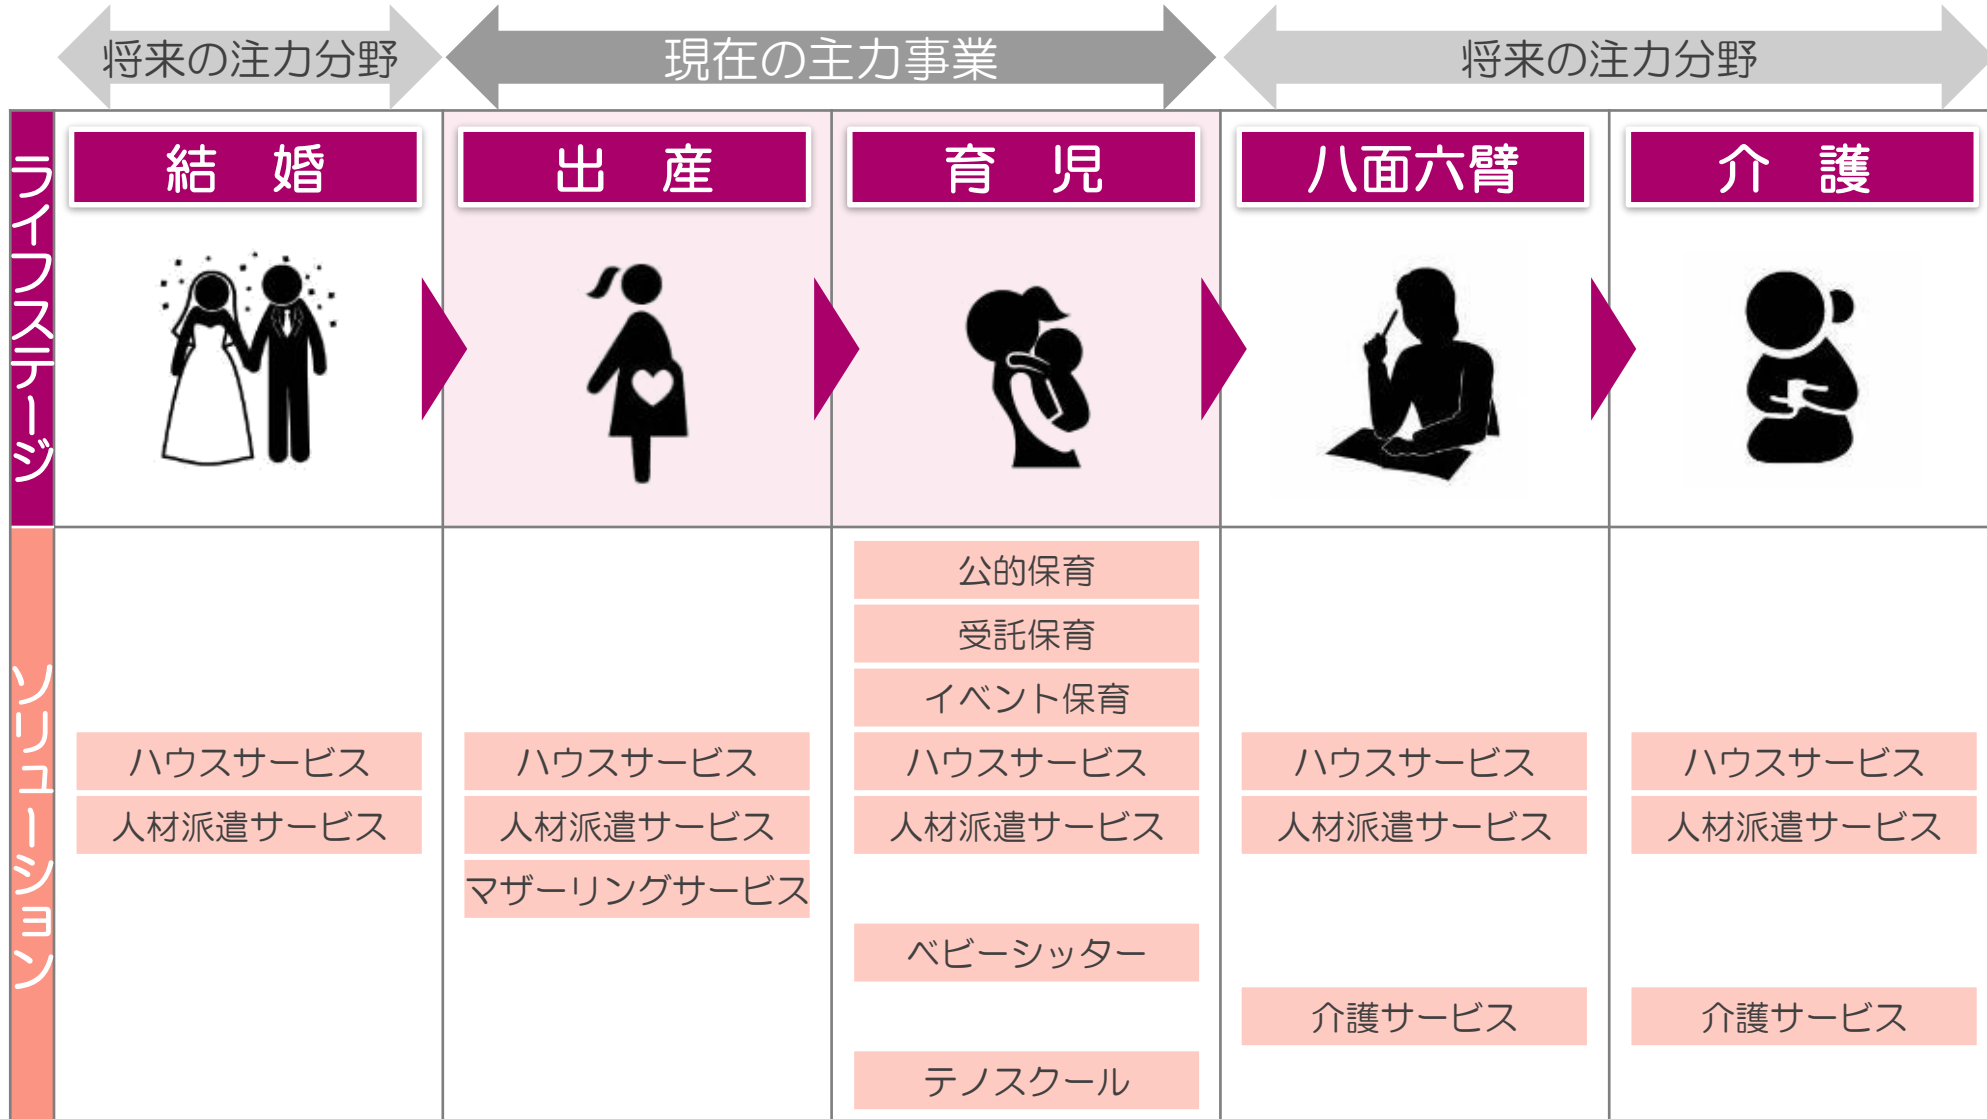 将来の注力分野
現在の主力事業
将来の注力分野
ライフステージ
結　婚
出　産
育　児
八面六臂
介　護
ソリューション
ハウスサービス
人材派遣サービス
ハウスサービス
人材派遣サービス
マザーリングサービス
公的保育
受託保育
イベント保育
ハウスサービス
人材派遣サービス
ベビーシッター
テノスクール
ハウスサービス
人材派遣サービス
介護サービス
ハウスサービス
人材派遣サービス
介護サービス